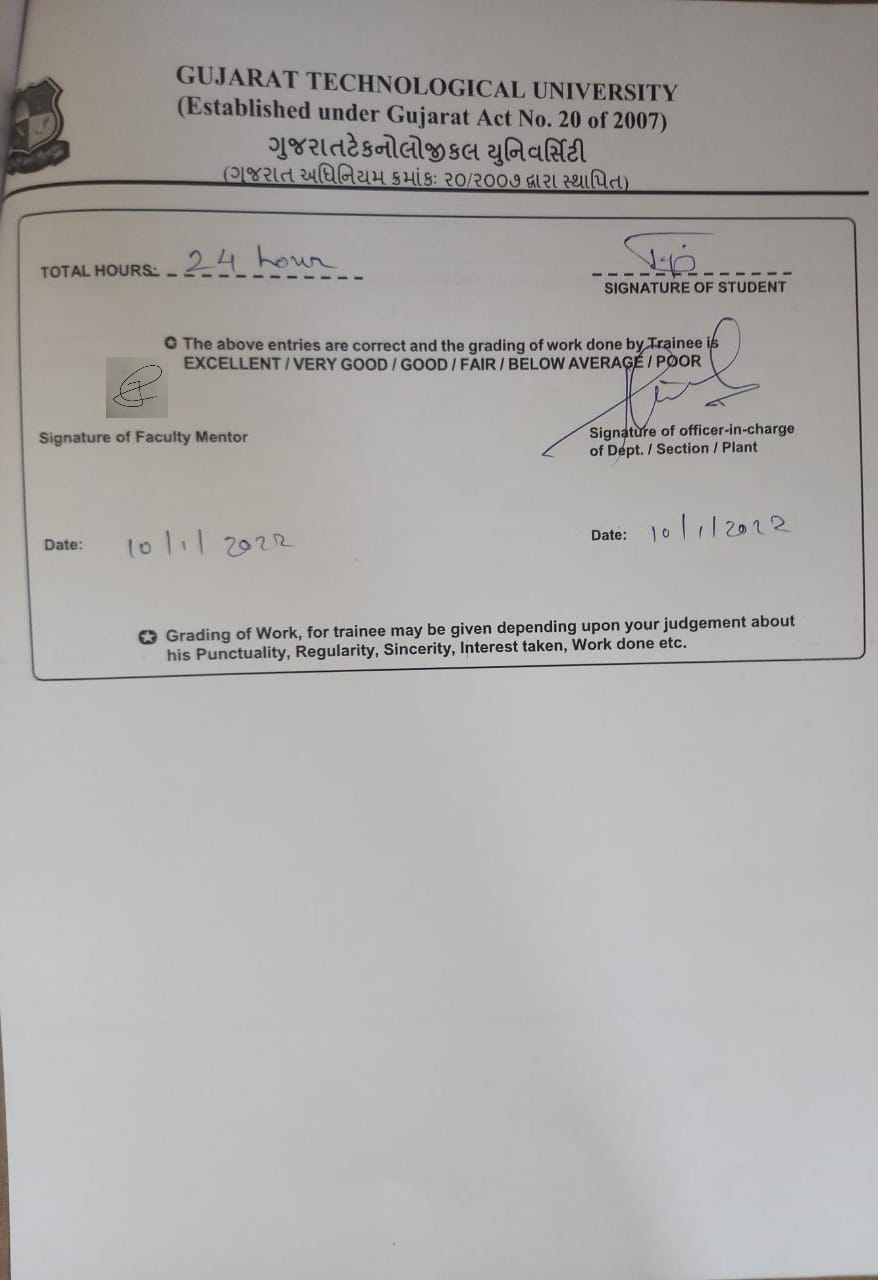 GUJARAT TECHNOLOGICAL UNIVERSITY
(Established under Gujarat Act No. 20 of 2007)
ગુજરાતટેકનોલોજીકલ યુનિવર્સિટી
(ગુજરાત અધિનિયમ ક્રમાંકઃ ૨૦/૨૦૦૭ દ્વારા સ્થાપિત)
TOTAL HOURS: 24 hour
SIGNATURE OF STUDENT
The above entries are correct and the grading of work done by Trainee is
EXCELLENT / VERY GOOD / GOOD / FAIR / BELOW AVERAGE / POOR
Signature of Faculty Mentor
Signature of officer-in-charge
of Dept. / Section / Plant
Date: 10/1/2022
Date: 10/1/2022
Grading of Work, for trainee may be given depending upon your judgement about
his Punctuality, Regularity, Sincerity, Interest taken, Work done etc.